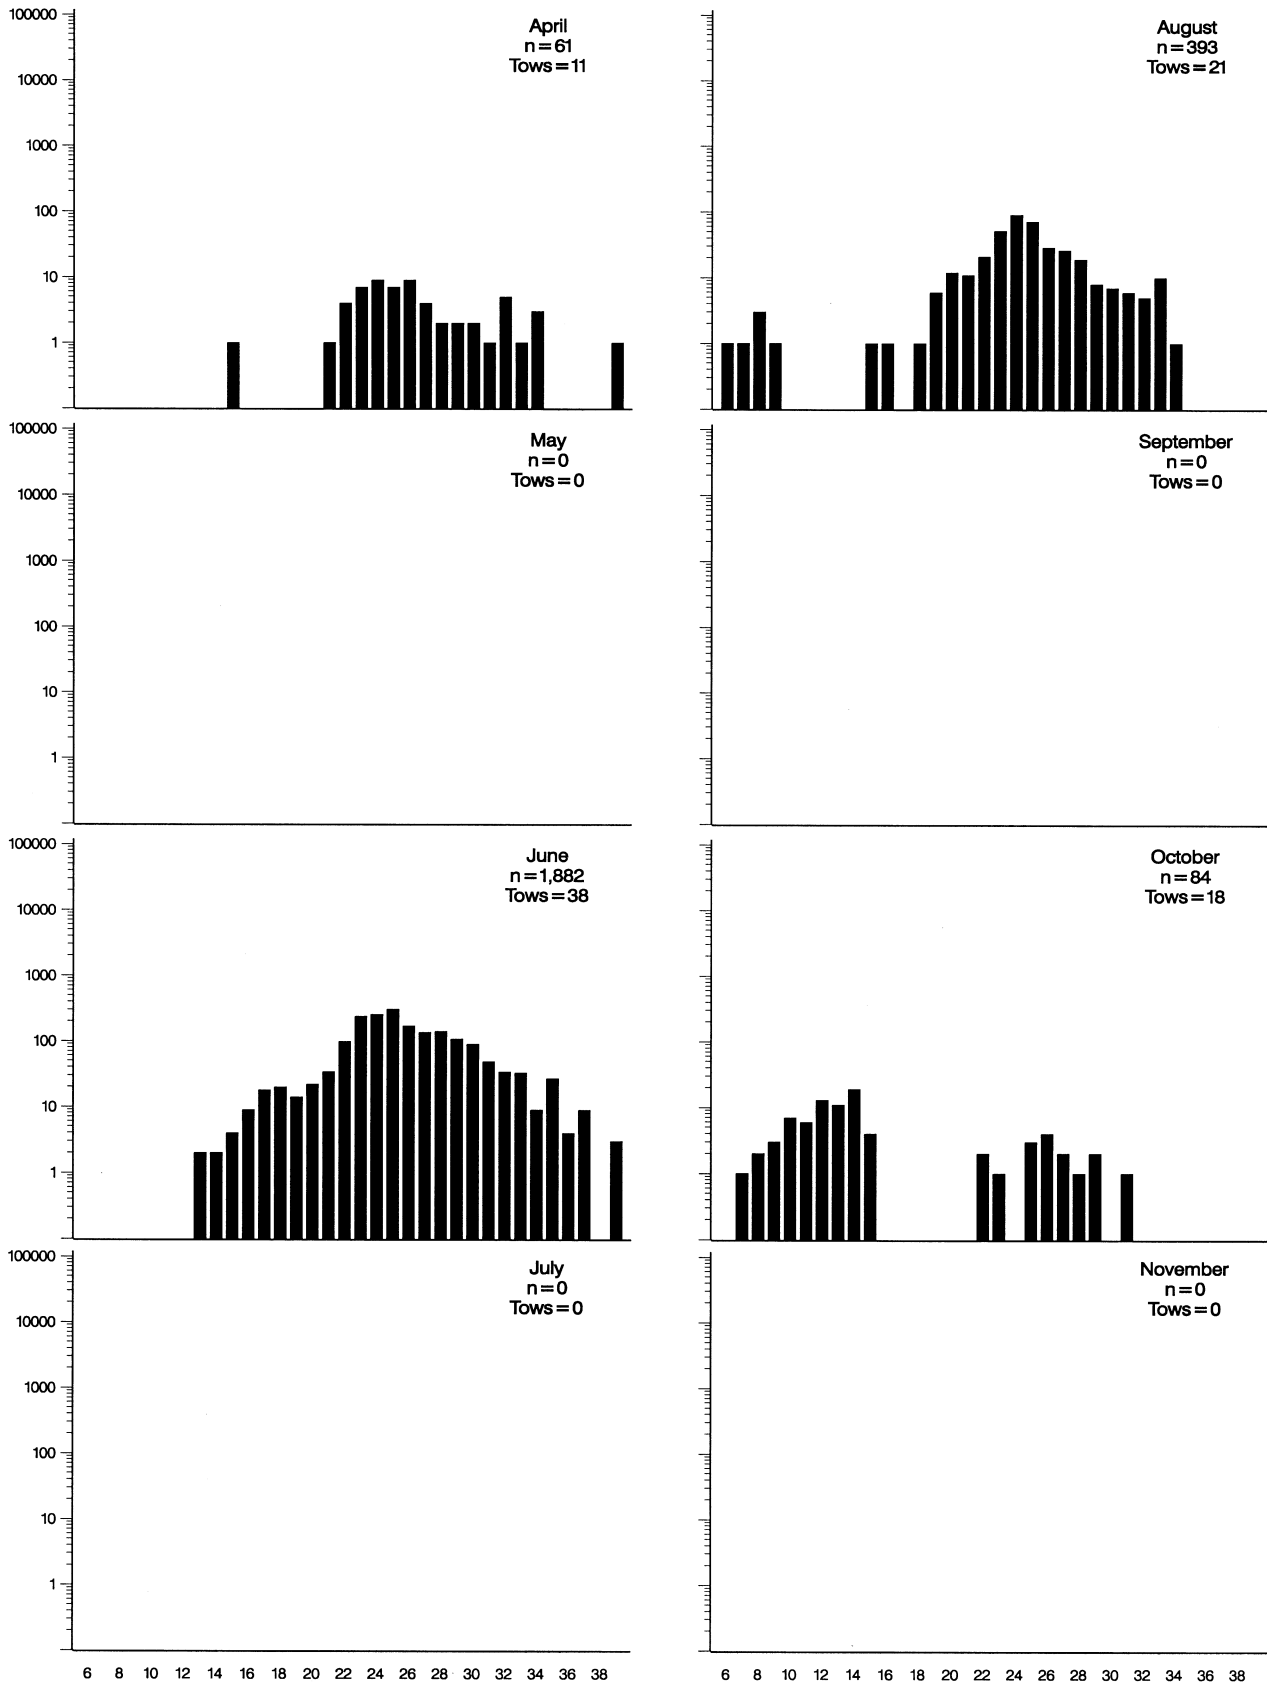 100000
10000
1000
100
10
1
April
n=61
Tows=11
August
n=393
Tows=21
100000
10000
1000
100
10
1
May
n=0
Tows=0
September
n=0
Tows=0
100000
10000
1000
100
10
1
June
n=1,882
Tows=38
October
n=84
Tows=18
100000
10000
1000
100
10
1
July
n=0
Tows=0
November
n=0
Tows=0
6 8 10 12 14 16 18 20 22 24 26 28 30 32 34 36 38
6 8 10 12 14 16 18 20 22 24 26 28 30 32 34 36 38